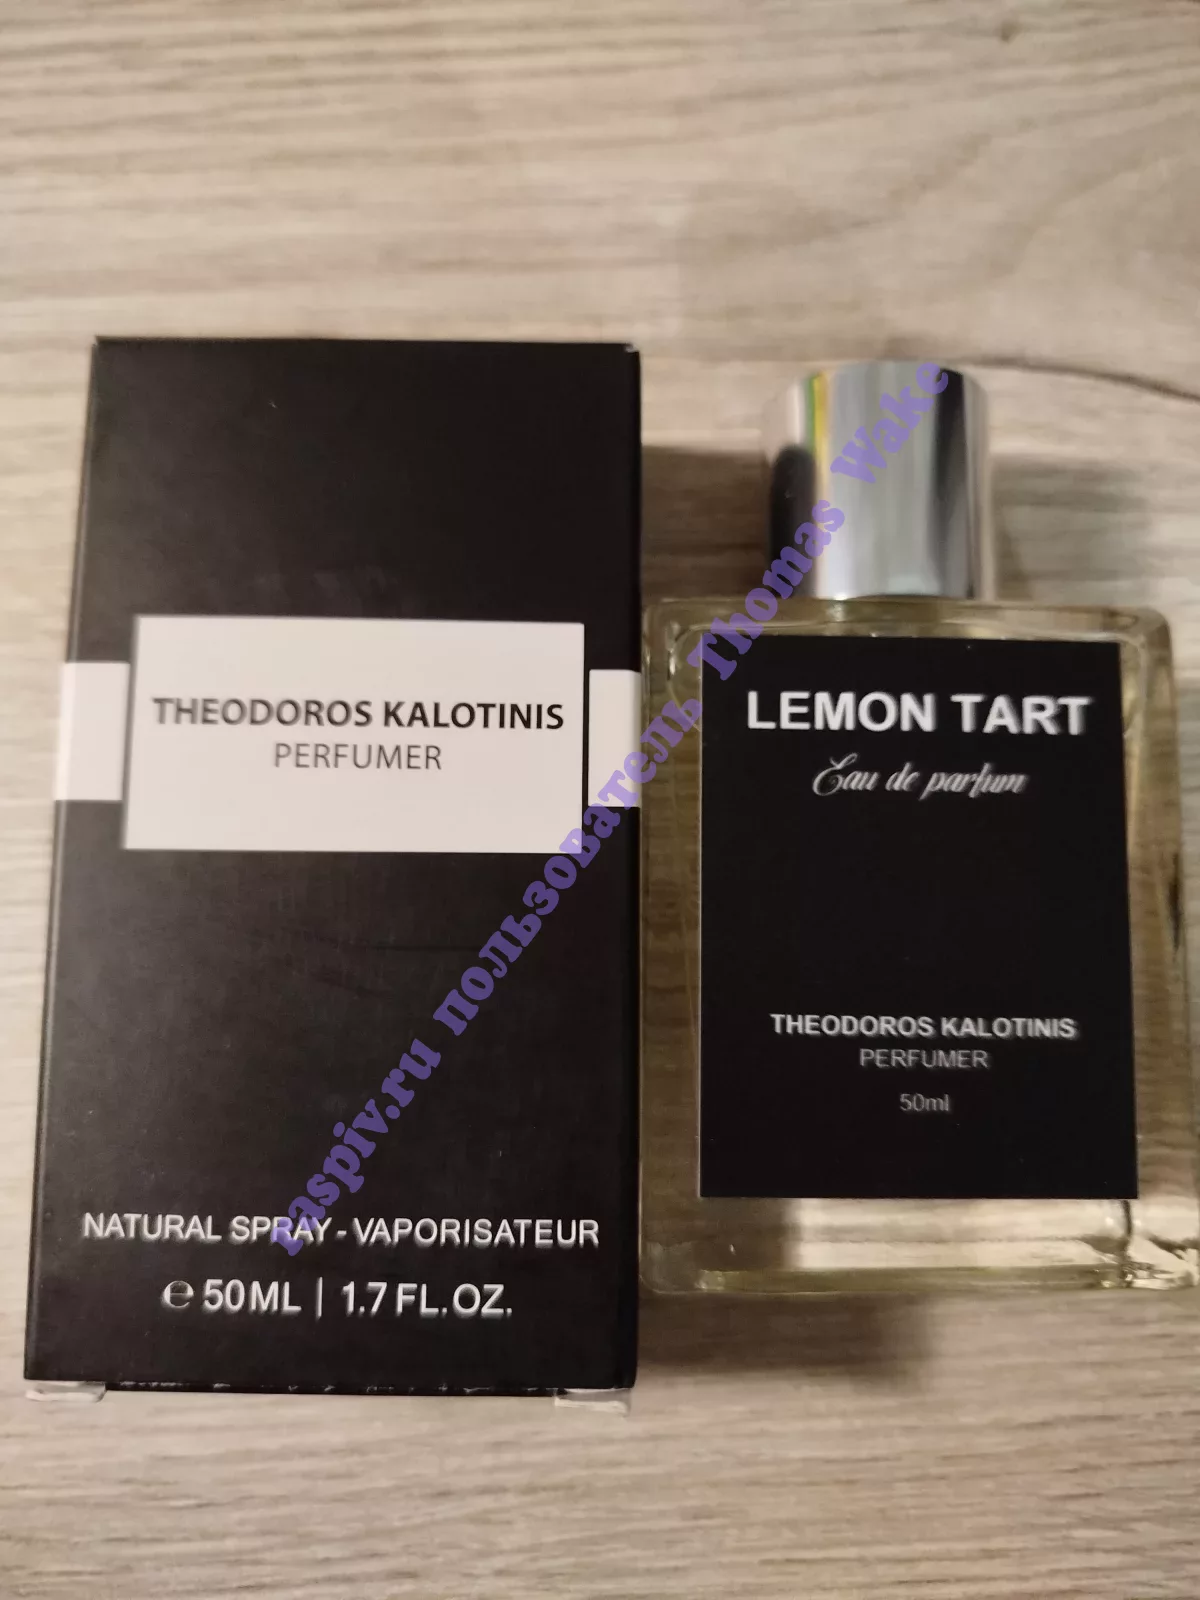 THEODOROS KALOTINIS
PERFUMER
NATURAL SPRAY - VAPORISATEUR
℮ 50ML | 1.7 FL.OZ.
LEMON TART
Eau de parfum
THEODOROS KALOTINIS
PERFUMER
50ml
raspiv.ru пользователь Thomas Wake